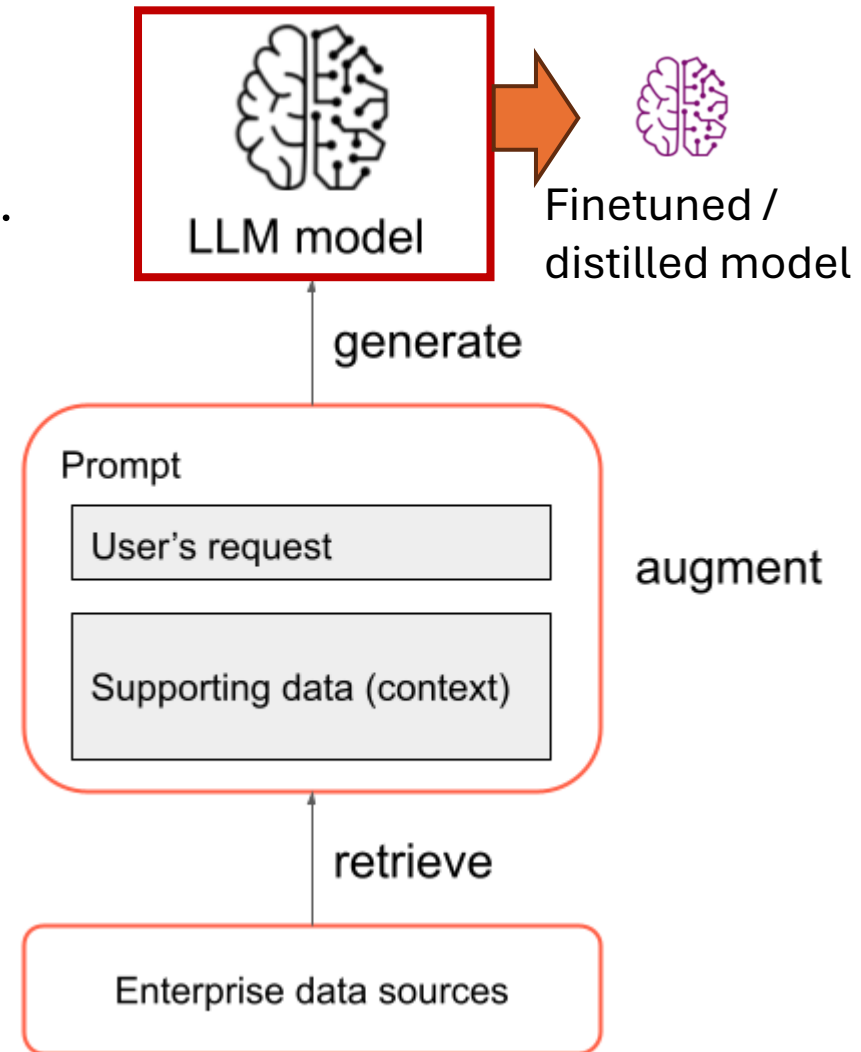 .
LLM model
Finetuned /
distilled model
generate
Prompt
User’s request
Supporting data (context)
augment
retrieve
Enterprise data sources